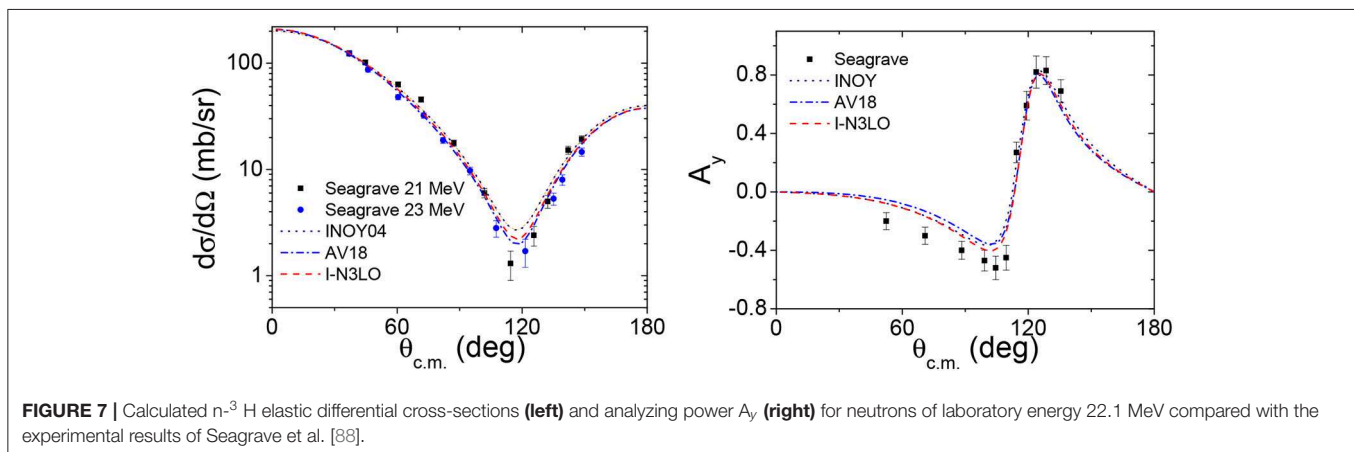 100
10
1
dσ/dΩ (mb/sr)
Seagrave 21 MeV
Seagrave 23 MeV
INOY04
AV18
I-N3LO
0 60 120 180
θc.m. (deg)
0.8
0.4
0.0
-0.4
-0.8
Ay
Seagrave
INOY
AV18
I-N3LO
0 60 120 180
θc.m. (deg)
FIGURE 7 | Calculated n-³ H elastic differential cross-sections (left) and analyzing power Ay (right) for neutrons of laboratory energy 22.1 MeV compared with the
experimental results of Seagrave et al. [88].